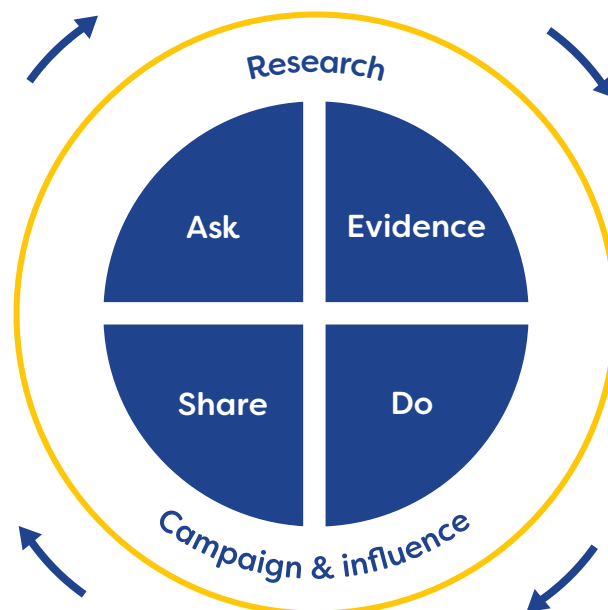 Research
Ask
Evidence
Share
Do
Campaign & influence